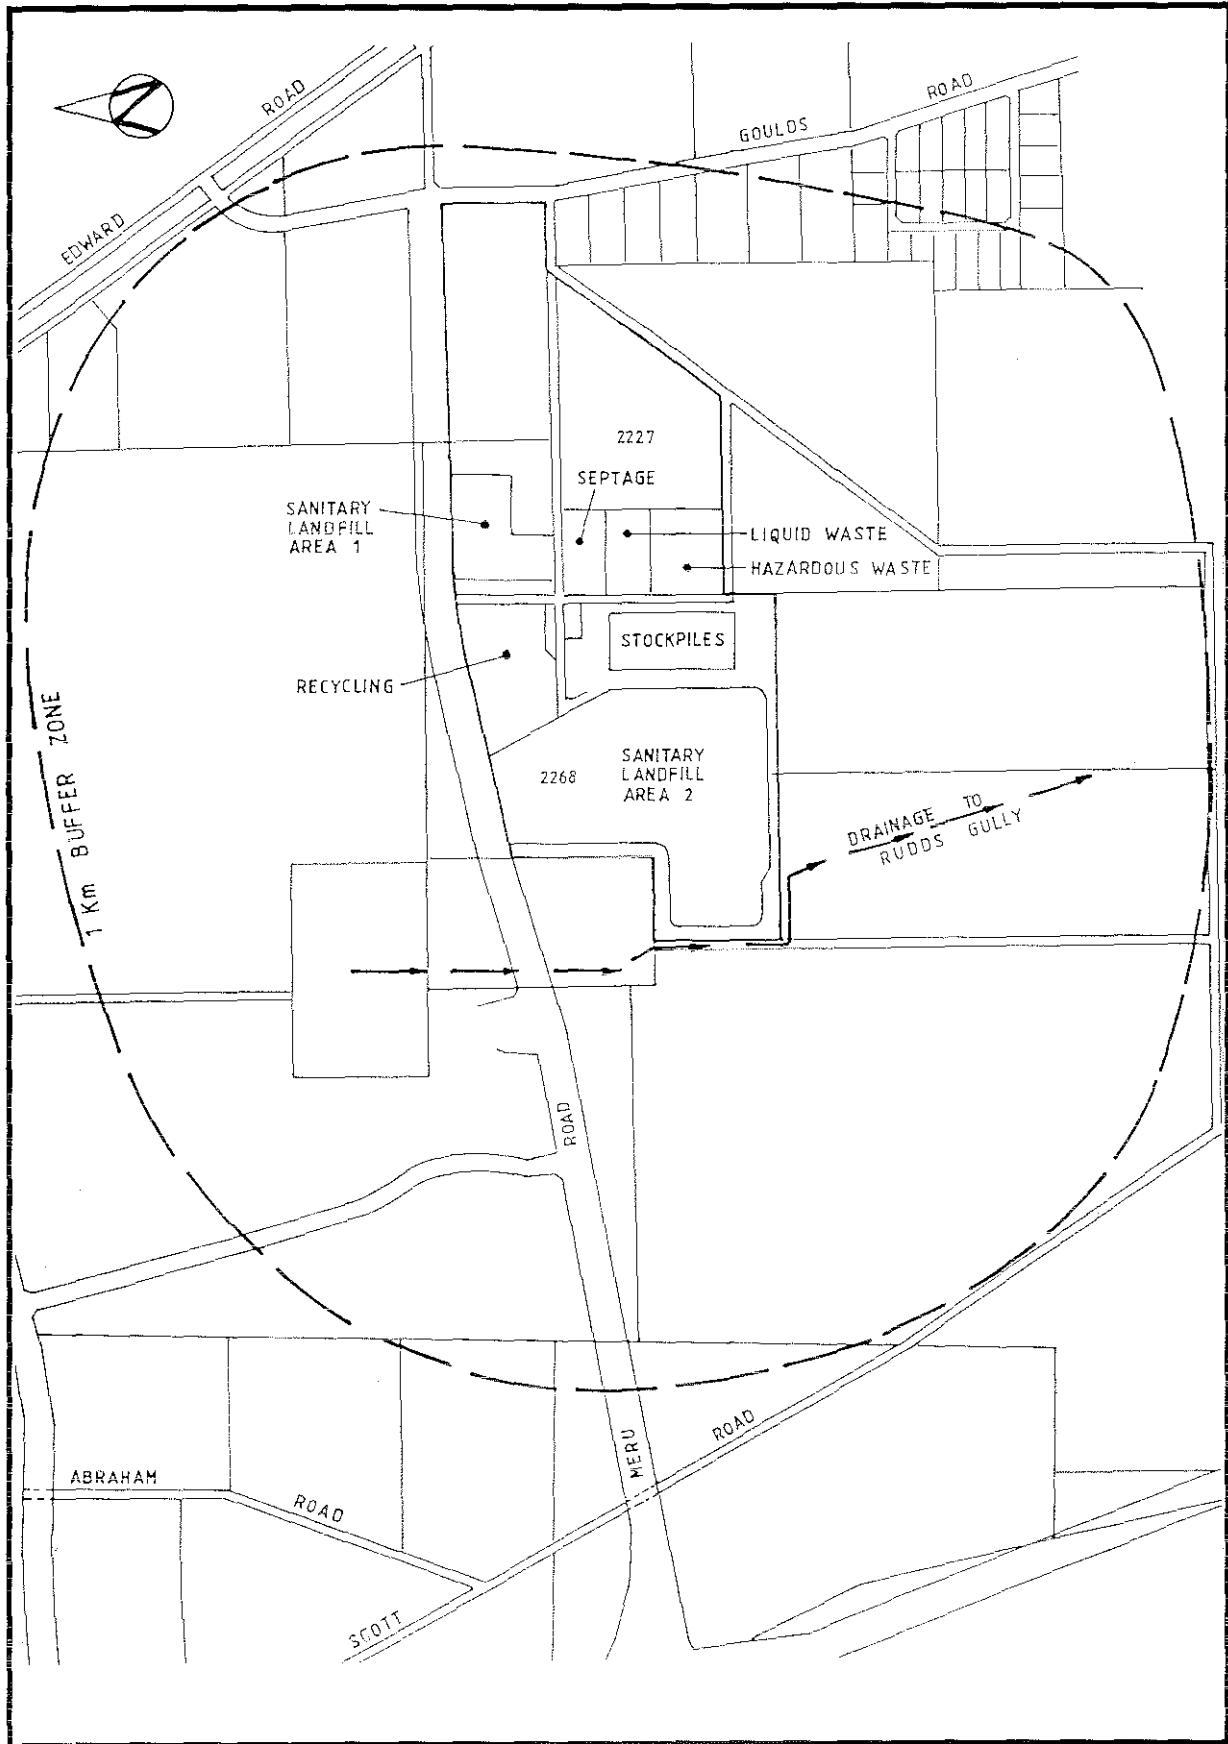 N
ROAD
EDWARD
GOULDS
ROAD
2227
SEPTAGE
SANITARY
LANDFILL
AREA 1
LIQUID WASTE
HAZARDOUS WASTE
STOCKPILES
RECYCLING
1 Km BUFFER ZONE
2268
SANITARY
LANDFILL
AREA 2
DRAINAGE TO
RUDDS GULLY
ROAD
MERU
ROAD
ABRAHAM
ROAD
SCOTT